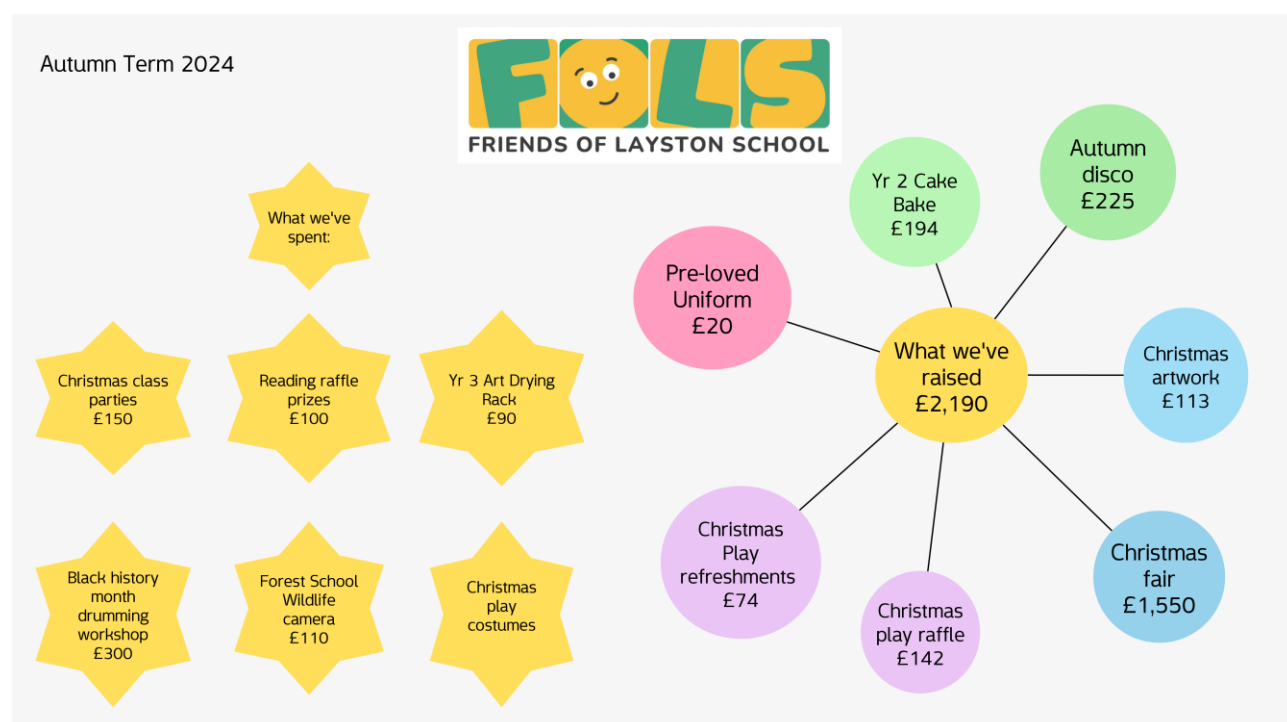 Autumn Term 2024
FOLS
FRIENDS OF LAYSTON SCHOOL
What we've
spent:
Christmas class
parties
£150
Reading raffle
prizes
£100
Yr 3 Art Drying
Rack
£90
Black history
month
drumming
workshop
£300
Forest School
Wildlife
camera
£110
Christmas
play
costumes
What we've
raised
£2,190
Pre-loved
Uniform
£20
Yr 2 Cake
Bake
£194
Autumn
disco
£225
Christmas
artwork
£113
Christmas
fair
£1,550
Christmas
play raffle
£142
Christmas
Play
refreshments
£74